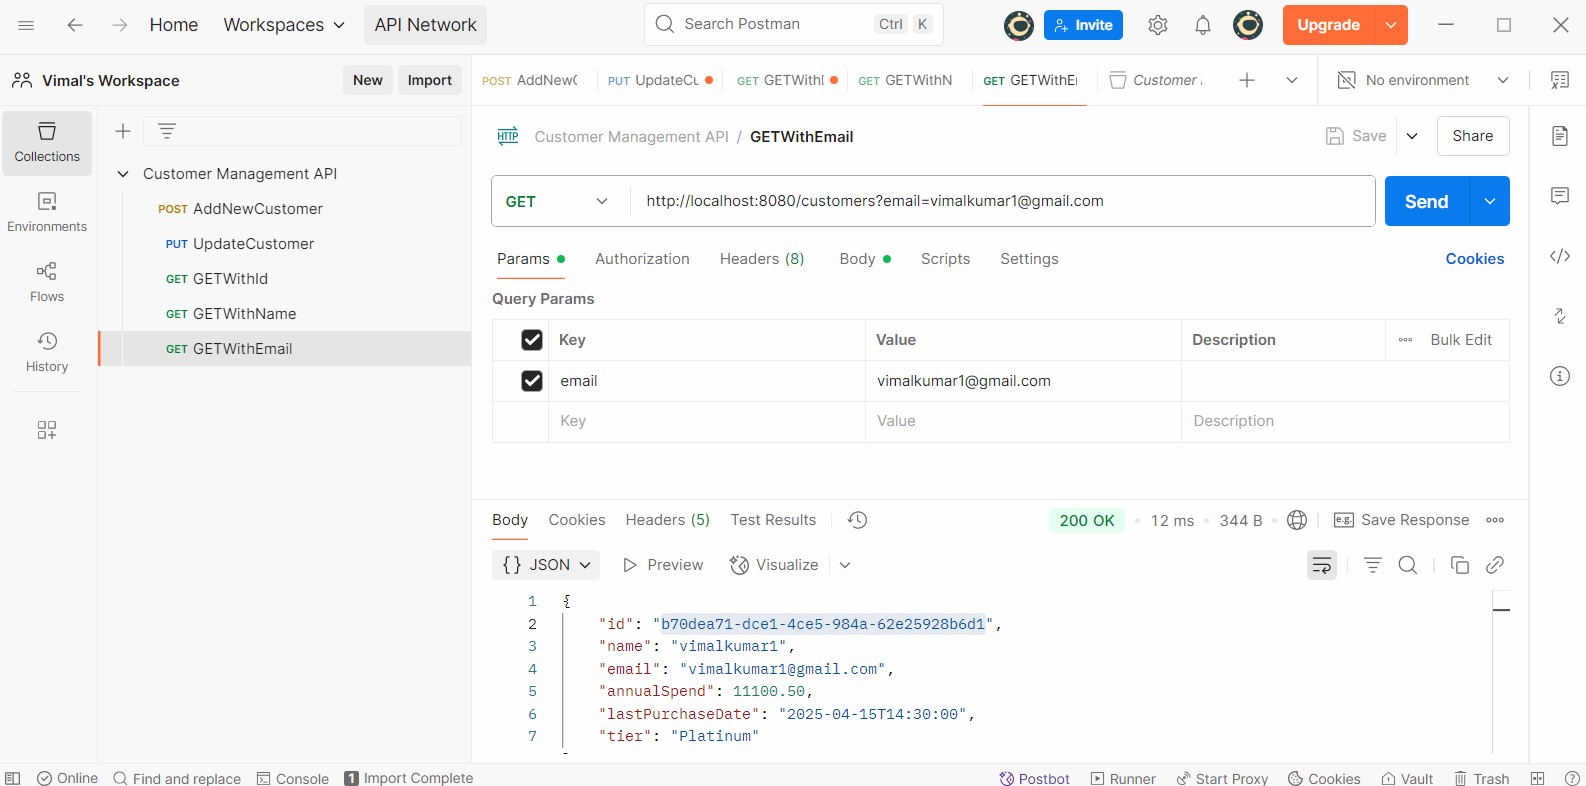 Home Workspaces API Network Search Postman Ctrl K Invite Upgrade
Vimal's Workspace New Import POST AddNewC PUT UpdateCu GET GETWithI GET GETWithN GET GETWithE Customer No environment
Collections
Environments
Flows
History
Customer Management API
POST AddNewCustomer
PUT UpdateCustomer
GET GETWithId
GET GETWithName
GET GETWithEmail
HTTP Customer Management API / GETWithEmail Save Share
GET http://localhost:8080/customers?email=vimalkumar1@gmail.com Send
Params Authorization Headers (8) Body Scripts Settings Cookies
Query Params
Key Value Description Bulk Edit
email vimalkumar1@gmail.com
Key Value Description
Body Cookies Headers (5) Test Results 200 OK 12 ms 344 B e.g. Save Response
{} JSON Preview Visualize
1 {
2 "id": "b70dea71-dce1-4ce5-984a-62e25928b6d1",
3 "name": "vimalkumar1",
4 "email": "vimalkumar1@gmail.com",
5 "annualSpend": 11100.50,
6 "lastPurchaseDate": "2025-04-15T14:30:00",
7 "tier": "Platinum"
Online Find and replace Console 1 Import Complete Postbot Runner Start Proxy Cookies Vault Trash